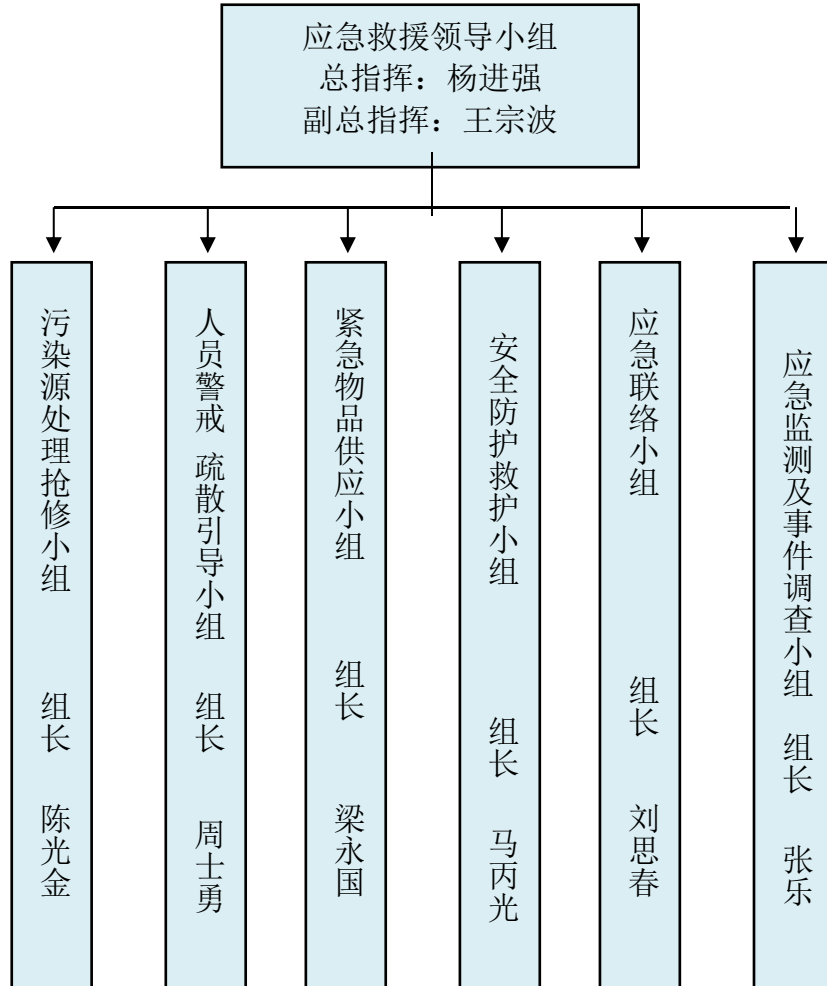 应急救援领导小组
总指挥：杨进强
副总指挥：王宗波
污染源处理抢修小组 组长 陈光金
人员警戒 疏散引导小组 组长 周士勇
紧急物品供应小组 组长 梁永国
安全防护救护小组 组长 马丙光
应急联络小组 组长 刘思春
应急监测及事件调查小组 组长 张乐